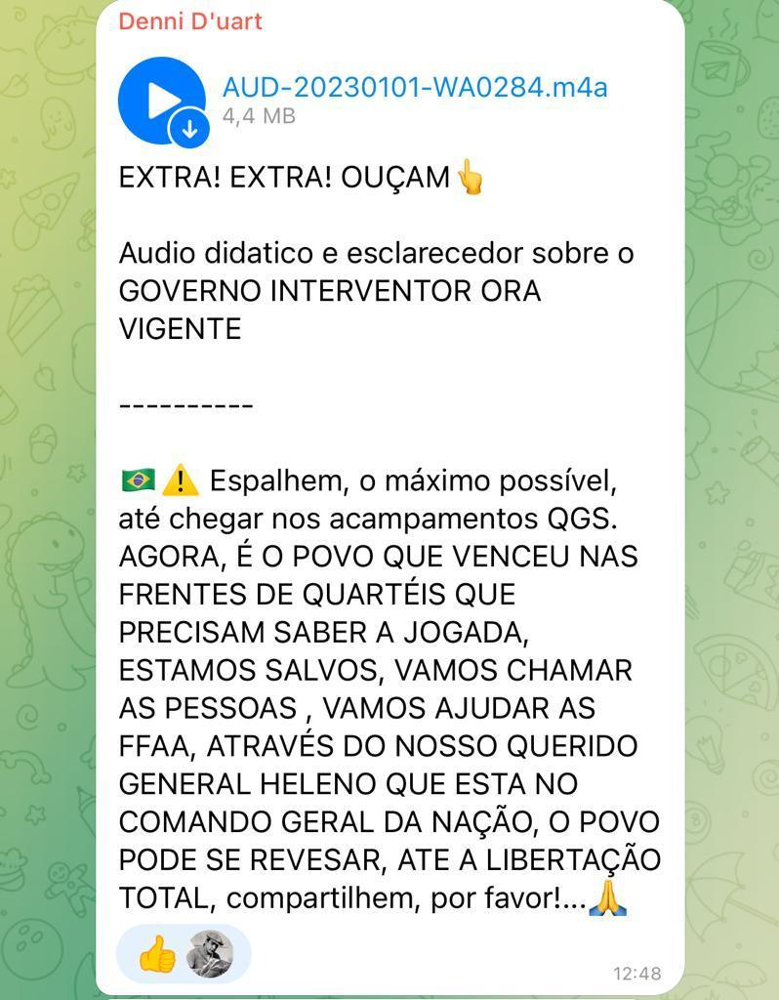 Denni D'uart
AUD-20230101-WA0284.m4a
4,4 MB
EXTRA! EXTRA! OUÇAM👆
Audio didatico e esclarecedor sobre o
GOVERNO INTERVENTOR ORA
VIGENTE
----------
🇧🇷⚠️ Espalhem, o máximo possível,
até chegar nos acampamentos QGS.
AGORA, É O POVO QUE VENCEU NAS
FRENTES DE QUARTÉIS QUE
PRECISAM SABER A JOGADA,
ESTAMOS SALVOS, VAMOS CHAMAR
AS PESSOAS , VAMOS AJUDAR AS
FFAA, ATRAVÉS DO NOSSO QUERIDO
GENERAL HELENO QUE ESTA NO
COMANDO GERAL DA NAÇÃO, O POVO
PODE SE REVESAR, ATE A LIBERTAÇÃO
TOTAL, compartilhem, por favor!...🙏
12:48